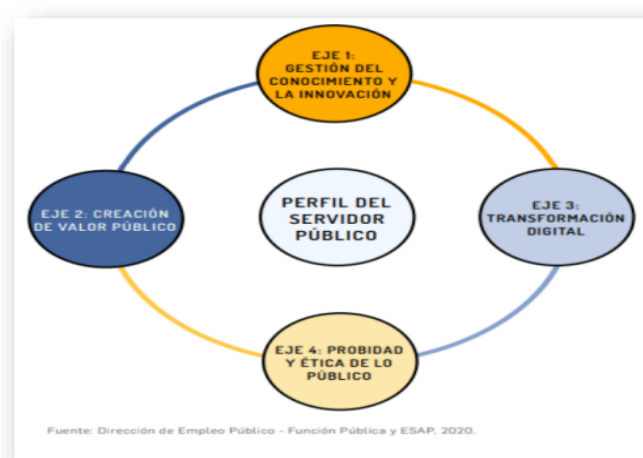 EJE 1:
GESTIÓN DEL
CONOCIMIENTO Y
LA INNOVACIÓN
EJE 2: CREACIÓN
DE VALOR PÚBLICO
PERFIL DEL
SERVIDOR
PÚBLICO
EJE 3:
TRANSFORMACIÓN
DIGITAL
EJE 4: PROBIDAD
Y ÉTICA DE LO
PÚBLICO
Fuente: Dirección de Empleo Público - Función Pública y ESAP, 2020.